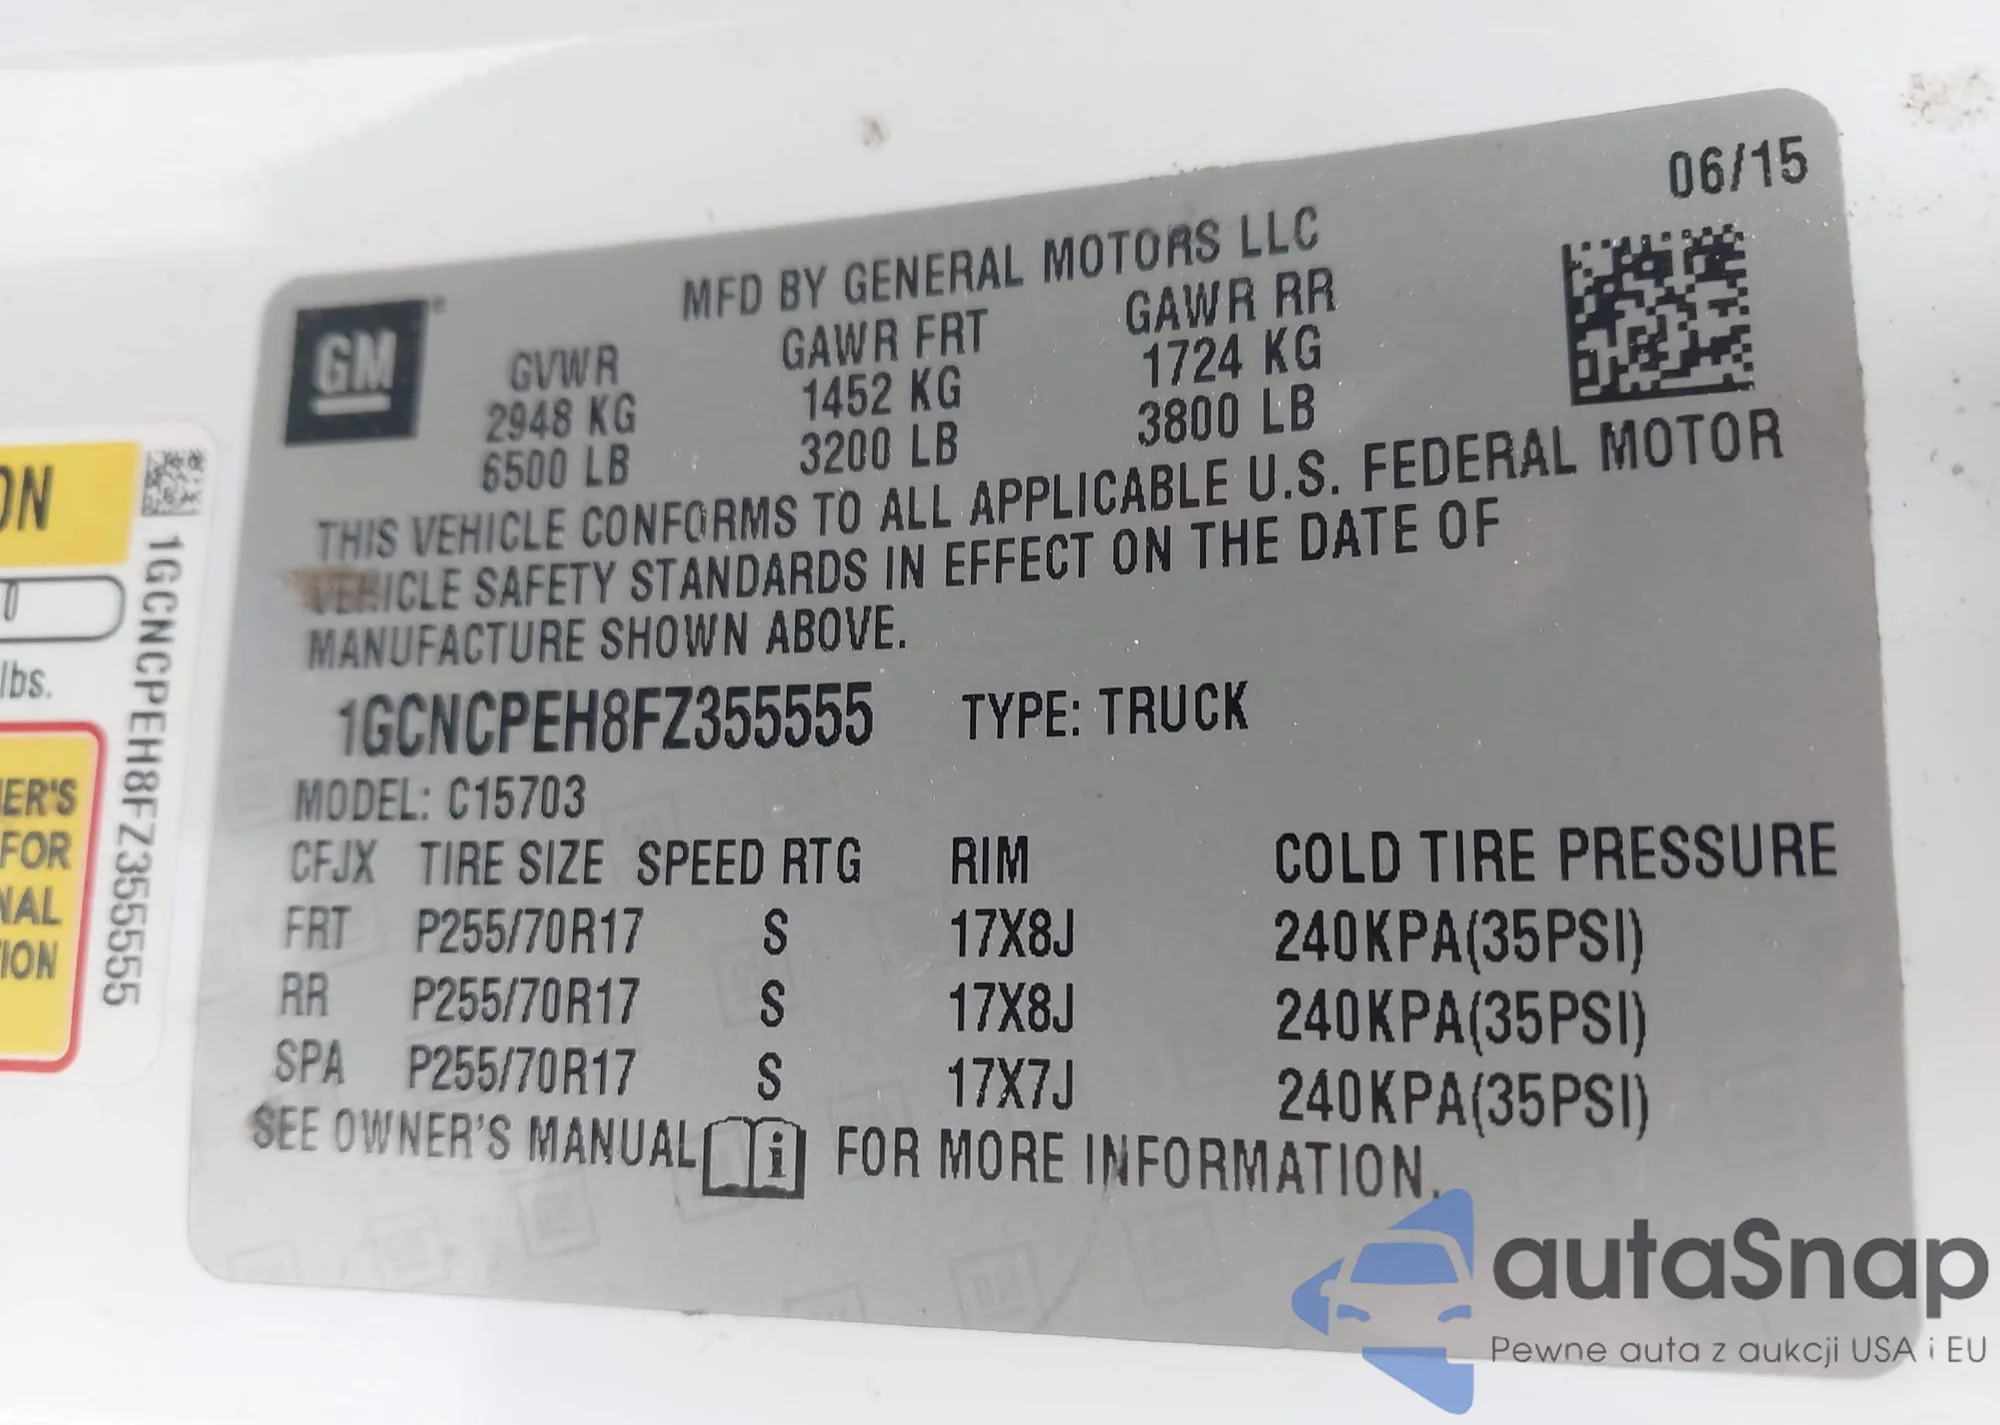 06/15
MFD BY GENERAL MOTORS LLC
GM
GVWR GAWR FRT GAWR RR
2948 KG 1452 KG 1724 KG
6500 LB 3200 LB 3800 LB
THIS VEHICLE CONFORMS TO ALL APPLICABLE U.S. FEDERAL MOTOR
VEHICLE SAFETY STANDARDS IN EFFECT ON THE DATE OF
MANUFACTURE SHOWN ABOVE.
1GCNCPEH8FZ355555 TYPE: TRUCK
MODEL: C15703
CFJX TIRE SIZE SPEED RTG RIM COLD TIRE PRESSURE
FRT P255/70R17 S 17X8J 240KPA(35PSI)
RR P255/70R17 S 17X8J 240KPA(35PSI)
SPA P255/70R17 S 17X7J 240KPA(35PSI)
SEE OWNER'S MANUAL i FOR MORE INFORMATION.
ON
0
lbs.
1GCNCPEH8FZ355555
ER'S
FOR
NAL
ION
autaSnap
Pewne auta z aukcji USA i EU